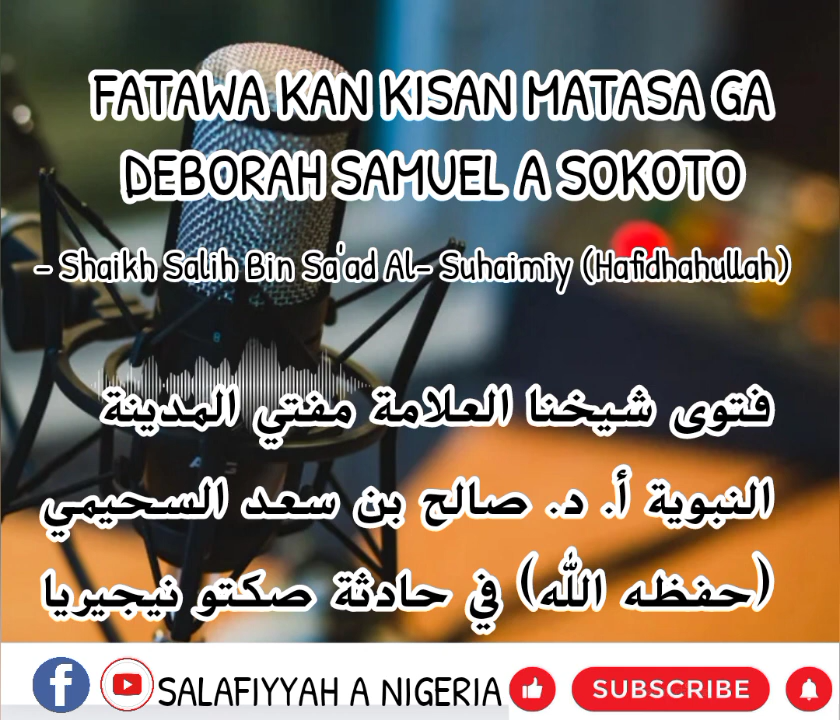 FATAWA KAN KISAN MATASA GA
DEBORAH SAMUEL A SOKOTO
- Shaikh Salih Bin Sa'ad Al- Suhaimiy (Hafidhahullah)
فتوى شيخنا العلامة مفتي المدينة
النبوية أ. د. صالح بن سعد السحيمي
(حفظه الله) في حادثة صكتو نيجيريا
SALAFIYYAH A NIGERIA SUBSCRIBE